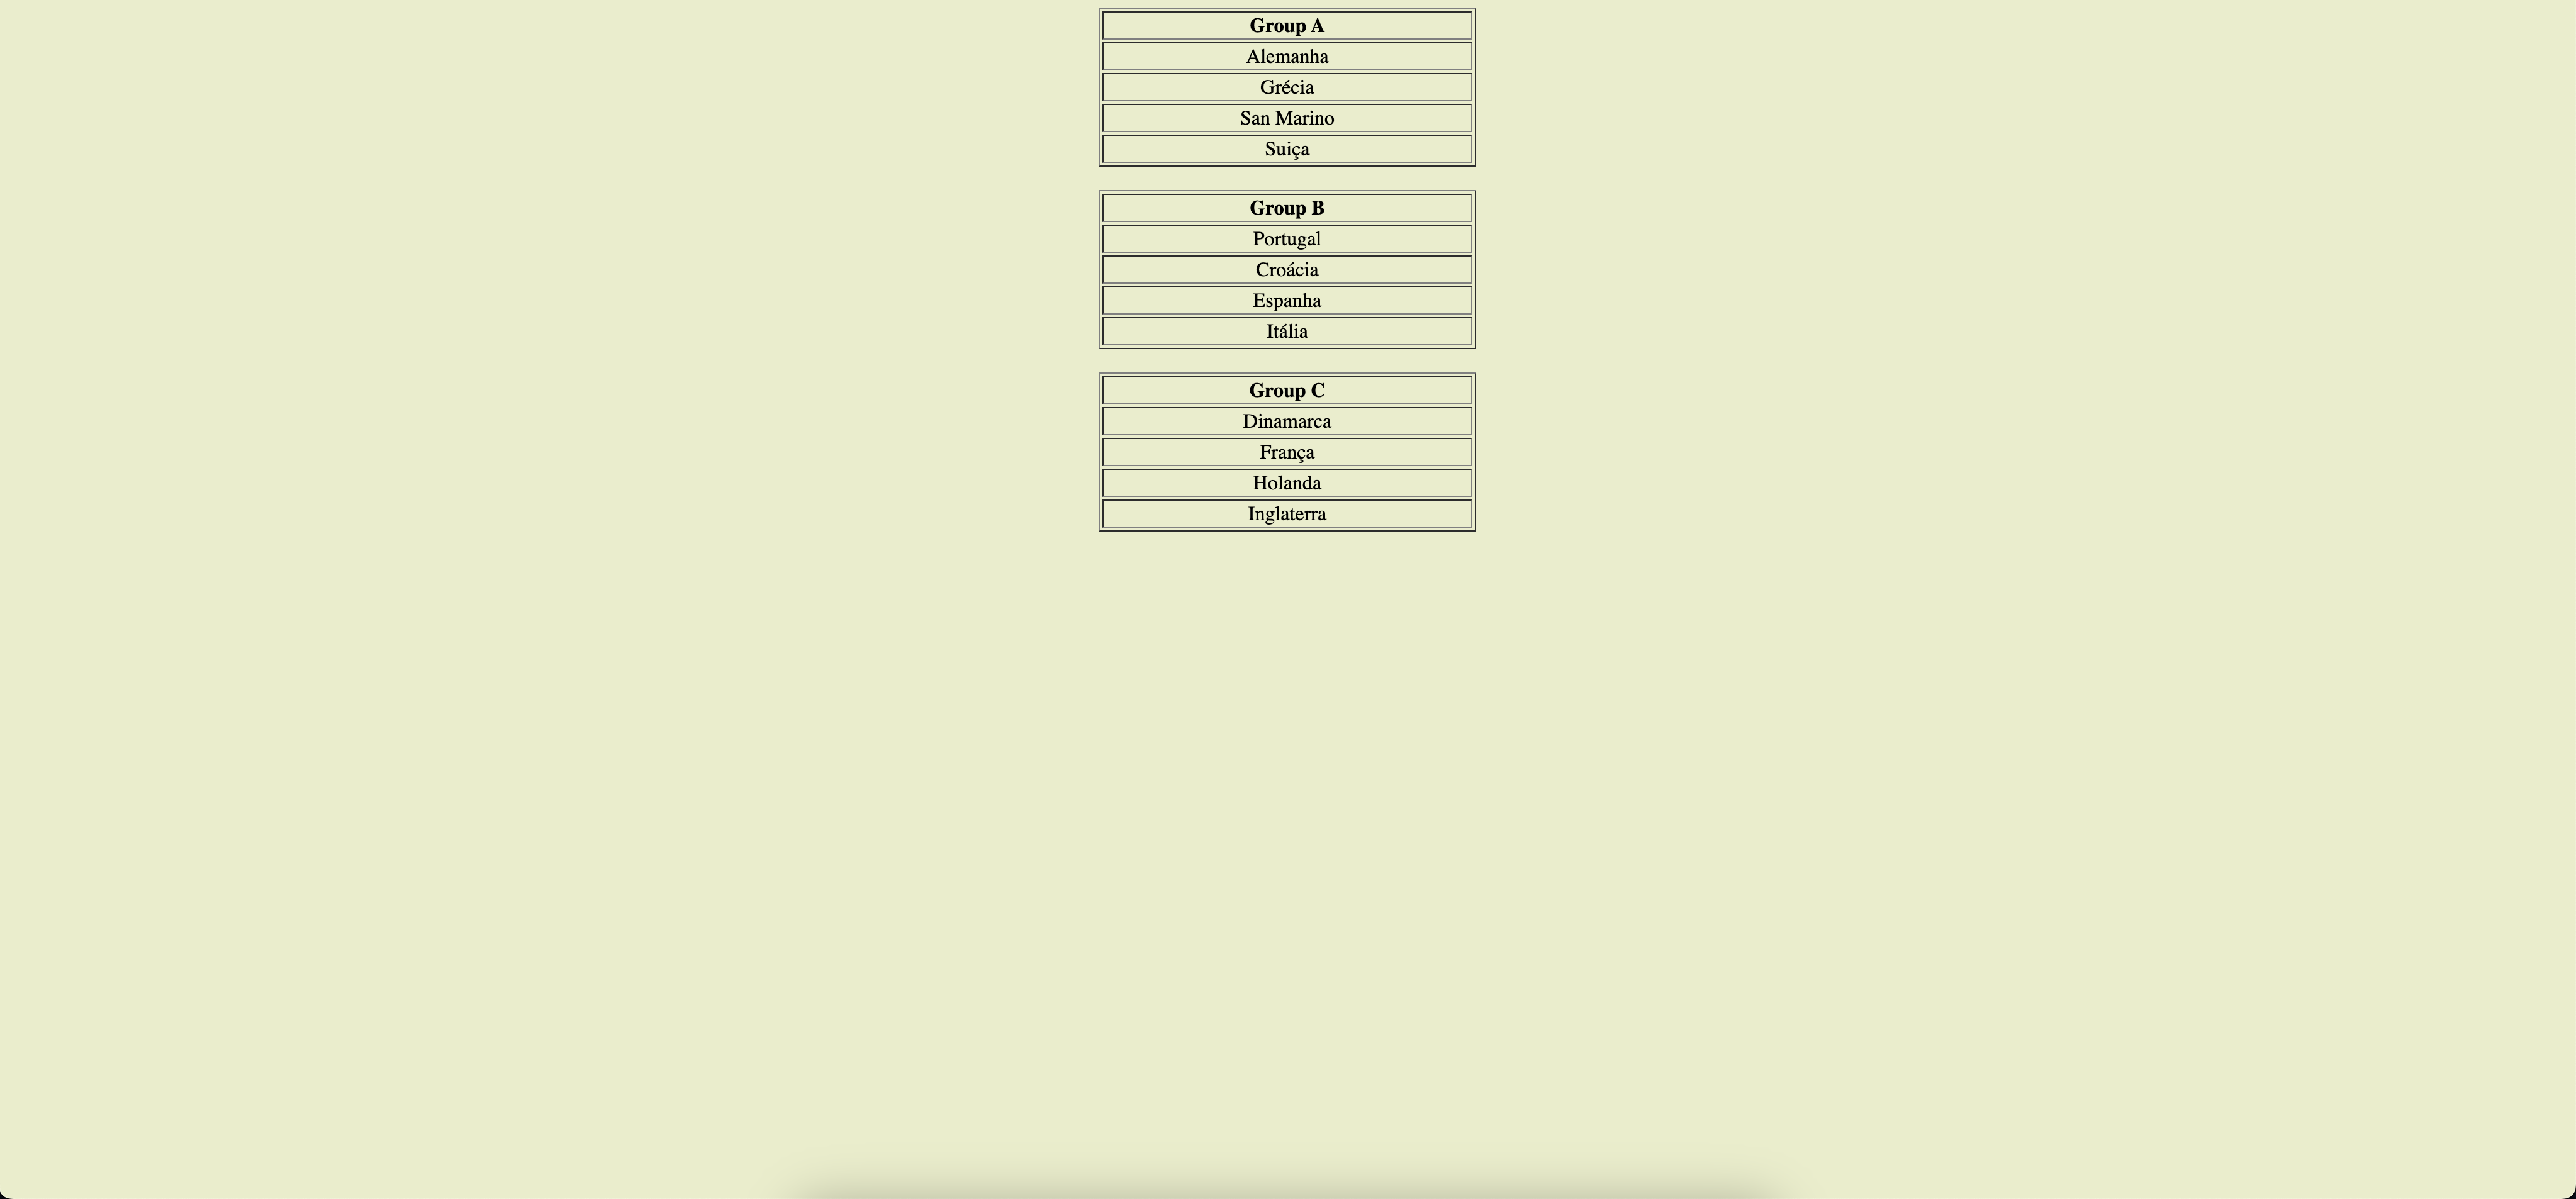 Group A
Alemanha
Grécia
San Marino
Suiça
Group B
Portugal
Croácia
Espanha
Itália
Group C
Dinamarca
França
Holanda
Inglaterra